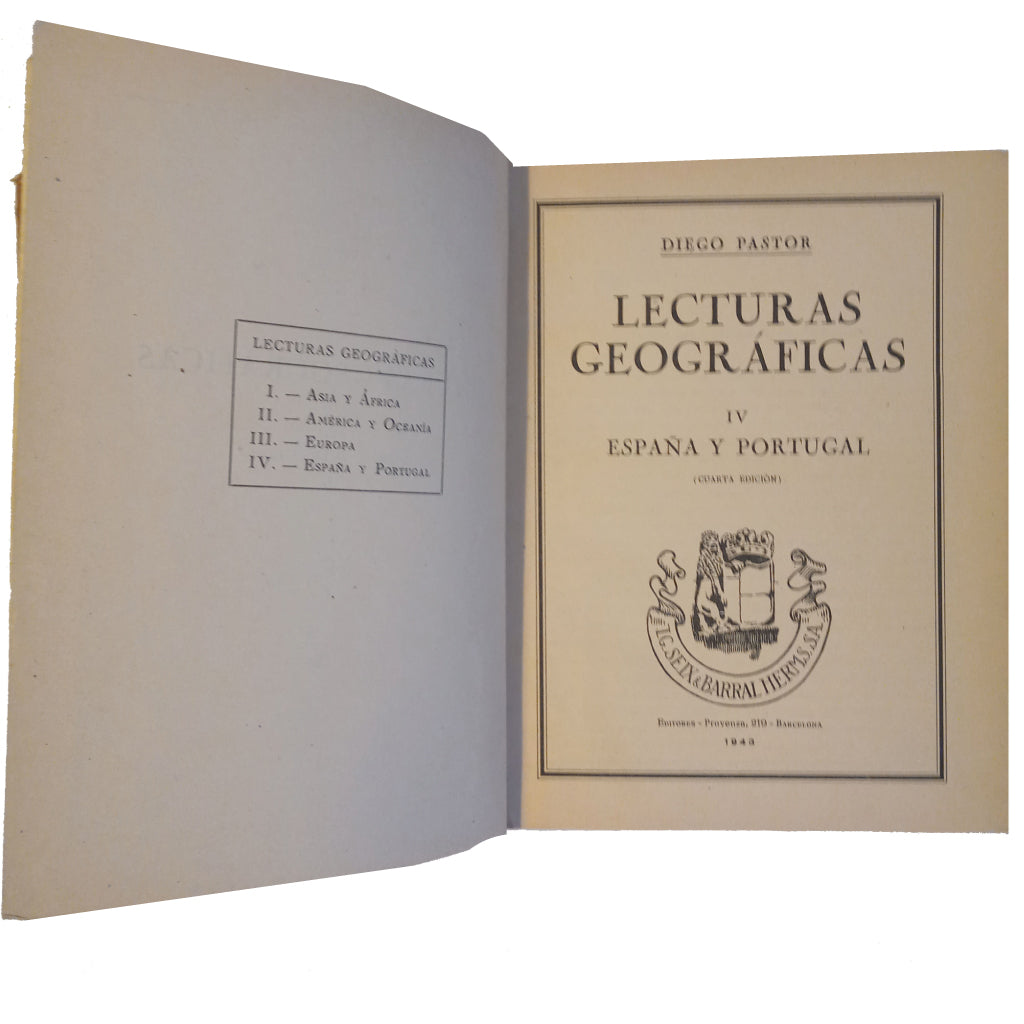 LECTURAS GEOGRÁFICAS
I. — ASIA Y ÁFRICA
II. — AMÉRICA Y OCEANÍA
III. — EUROPA
IV. — ESPAÑA Y PORTUGAL
DIEGO PASTOR
LECTURAS
GEOGRÁFICAS
IV
ESPAÑA Y PORTUGAL
(CUARTA EDICIÓN)
I.G. SEIX & BARRAL HERMS. S.A.
EDITORES - PROVENZA, 219 - BARCELONA
1943